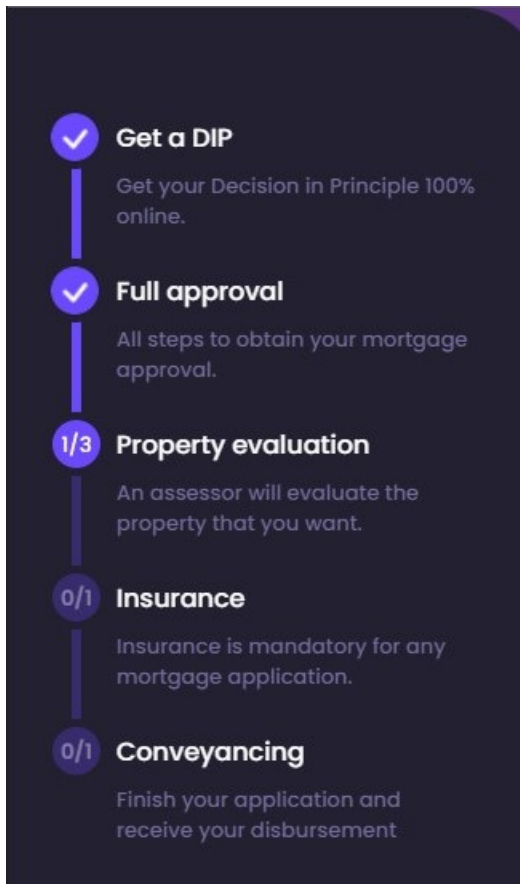 Get a DIP
Get your Decision in Principle 100%
online.
Full approval
All steps to obtain your mortgage
approval.
1/3 Property evaluation
An assessor will evaluate the
property that you want.
0/1 Insurance
Insurance is mandatory for any
mortgage application.
0/1 Conveyancing
Finish your application and
receive your disbursement